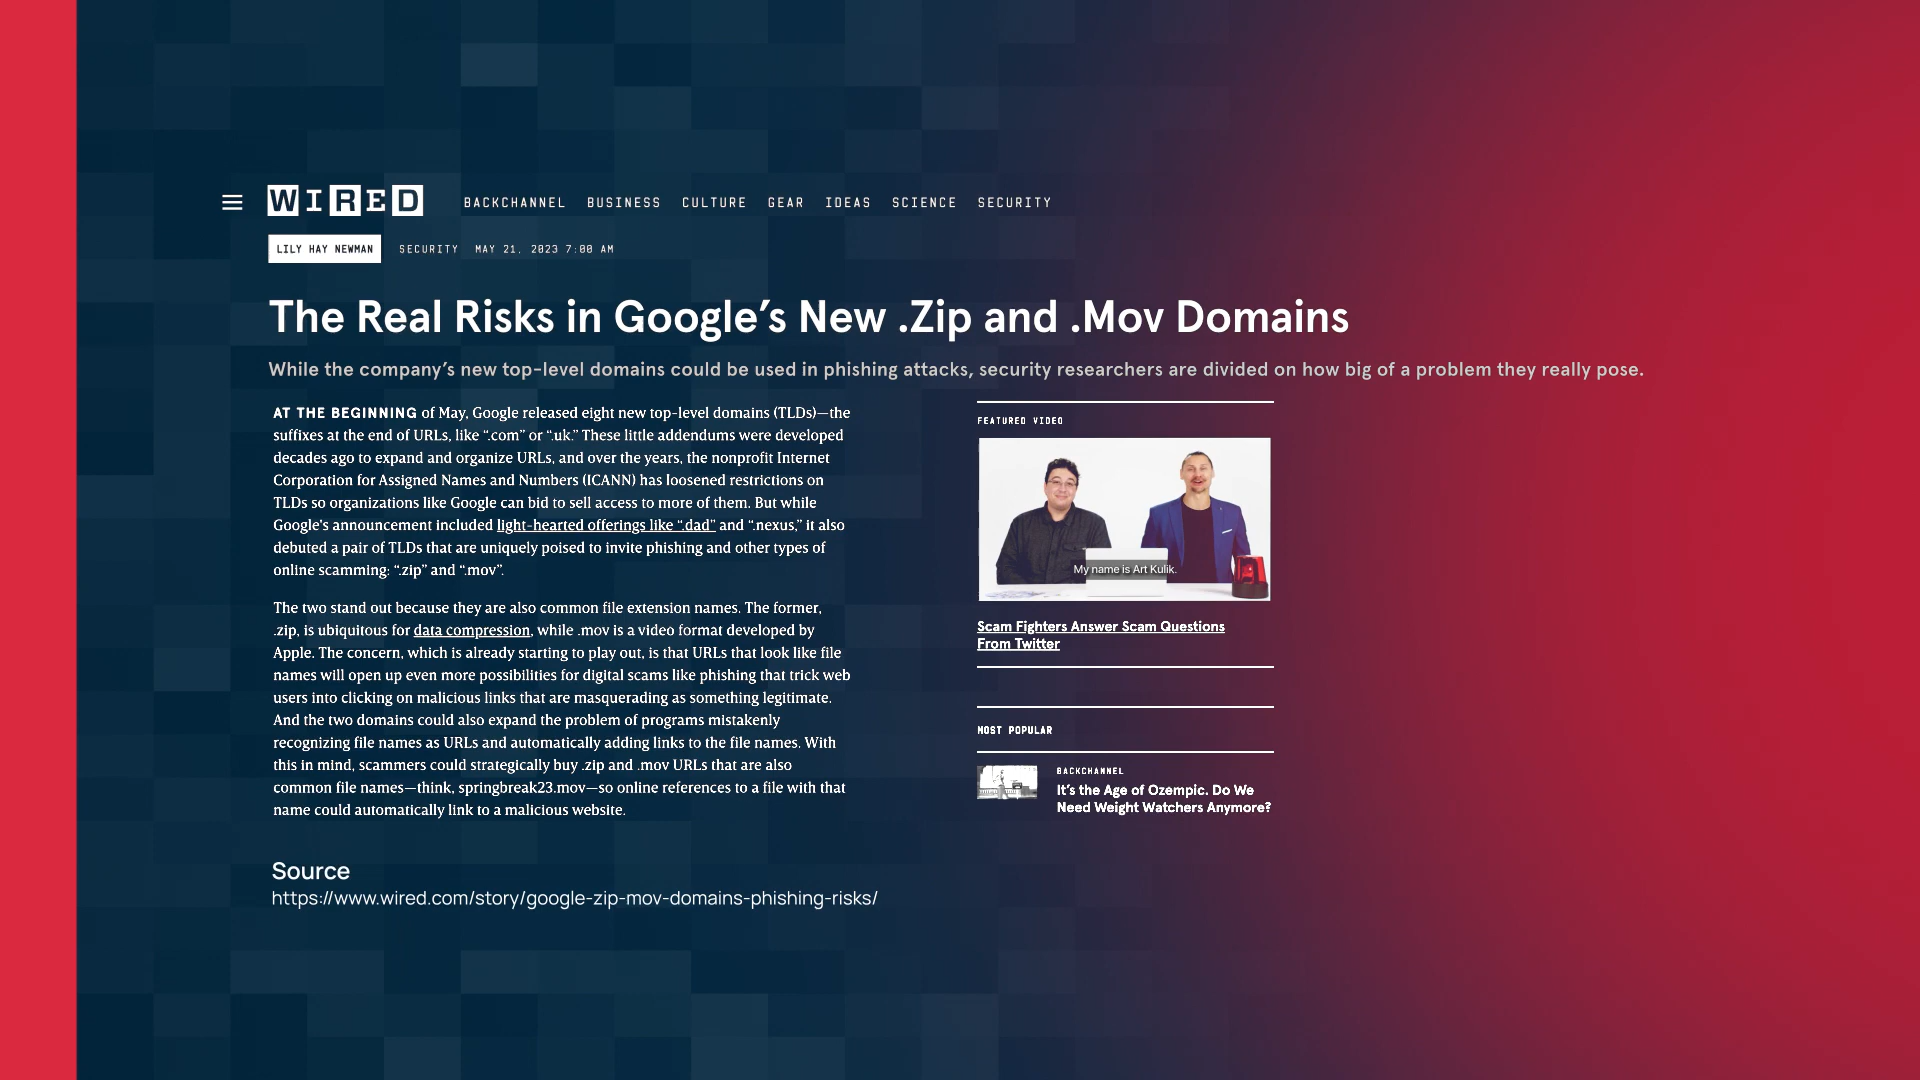 WIRED
BACKCHANNEL BUSINESS CULTURE GEAR IDEAS SCIENCE SECURITY
LILY HAY NEWMAN SECURITY MAY 21, 2023 7:00 AM
The Real Risks in Google’s New .Zip and .Mov Domains
While the company’s new top-level domains could be used in phishing attacks, security researchers are divided on how big of a problem they really pose.
AT THE BEGINNING of May, Google released eight new top-level domains (TLDs)—the
suffixes at the end of URLs, like “.com” or “.uk.” These little addendums were developed
decades ago to expand and organize URLs, and over the years, the nonprofit Internet
Corporation for Assigned Names and Numbers (ICANN) has loosened restrictions on
TLDs so organizations like Google can bid to sell access to more of them. But while
Google’s announcement included light-hearted offerings like “.dad” and “.nexus,” it also
debuted a pair of TLDs that are uniquely poised to invite phishing and other types of
online scamming: “.zip” and “.mov”.
The two stand out because they are also common file extension names. The former,
.zip, is ubiquitous for data compression, while .mov is a video format developed by
Apple. The concern, which is already starting to play out, is that URLs that look like file
names will open up even more possibilities for digital scams like phishing that trick web
users into clicking on malicious links that are masquerading as something legitimate.
And the two domains could also expand the problem of programs mistakenly
recognizing file names as URLs and automatically adding links to the file names. With
this in mind, scammers could strategically buy .zip and .mov URLs that are also
common file names—think, springbreak23.mov—so online references to a file with that
name could automatically link to a malicious website.
FEATURED VIDEO
My name is Art Kulik.
Scam Fighters Answer Scam Questions
From Twitter
MOST POPULAR
BACKCHANNEL
It’s the Age of Ozempic. Do We
Need Weight Watchers Anymore?
Source
https://www.wired.com/story/google-zip-mov-domains-phishing-risks/